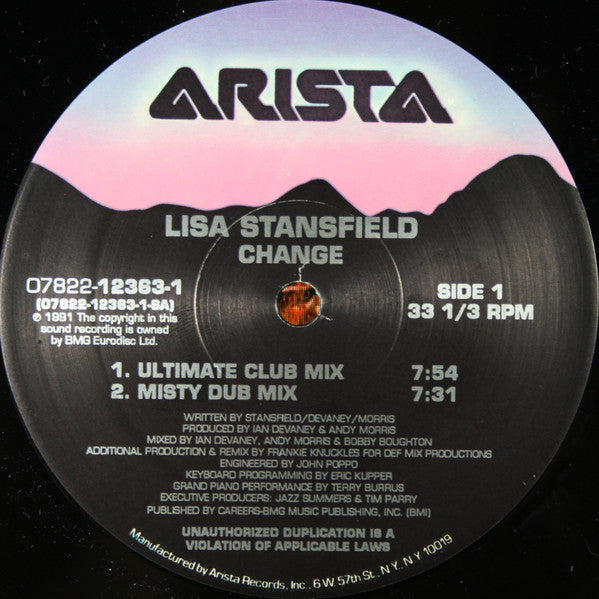 ARISTA
LISA STANSFIELD
CHANGE
07822-12363-1
(07822-12363-1-SA)
℗ 1991 The copyright in this
sound recording is owned
by BMG Eurodisc Ltd.
SIDE 1
33 1/3 RPM
1. ULTIMATE CLUB MIX 7:54
2. MISTY DUB MIX 7:31
WRITTEN BY STANSFIELD/DEVANEY/MORRIS
PRODUCED BY IAN DEVANEY & ANDY MORRIS
MIXED BY IAN DEVANEY, ANDY MORRIS & BOBBY BOUGHTON
ADDITIONAL PRODUCTION & REMIX BY FRANKIE KNUCKLES FOR DEF MIX PRODUCTIONS
ENGINEERED BY JOHN POPPO
KEYBOARD PROGRAMMING BY ERIC KUPPER
GRAND PIANO PERFORMANCE BY TERRY BURRUS
EXECUTIVE PRODUCERS: JAZZ SUMMERS & TIM PARRY
PUBLISHED BY CAREERS-BMG MUSIC PUBLISHING, INC. (BMI)
UNAUTHORIZED DUPLICATION IS A
VIOLATION OF APPLICABLE LAWS
Manufactured by Arista Records, Inc., 6 W 57th St., N.Y., N.Y 10019